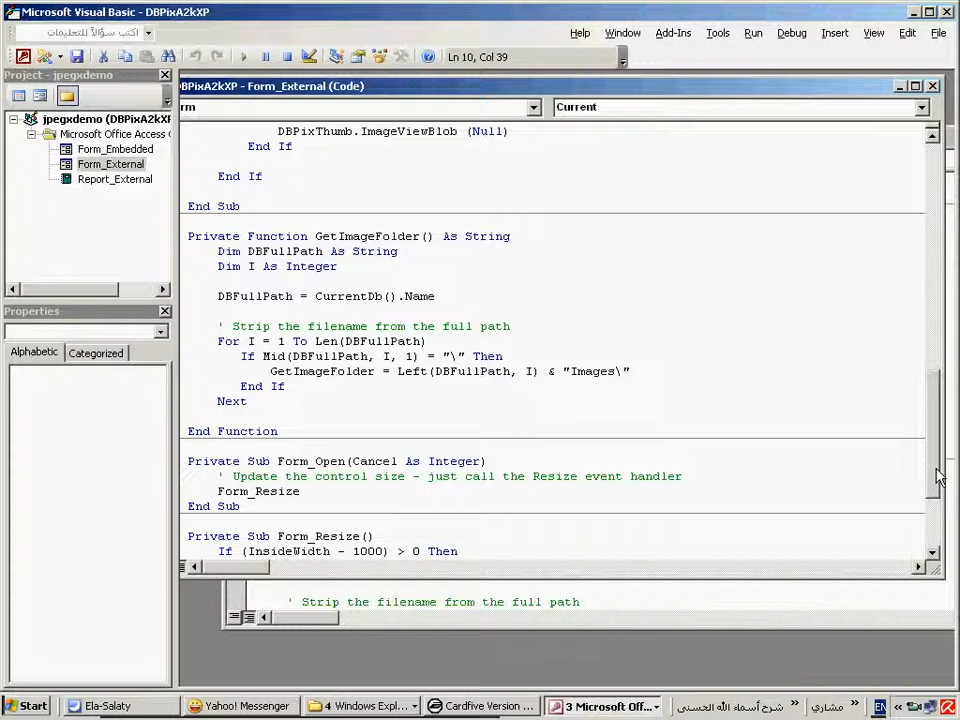 Microsoft Visual Basic - DBPixA2kXP
اكتب سؤالاً للتعليمات
Help Window Add-Ins Tools Run Debug Insert View Edit File
Ln 10, Col 39
Project - jpegxdemo
jpegxdemo (DBPixA2kXP
Microsoft Office Access C
Form_Embedded
Form_External
Report_External
Properties
Alphabetic Categorized
DBPixA2kXP - Form_External (Code)
rm Current
DBPixThumb.ImageViewBlob (Null)
End If
End If
End Sub
Private Function GetImageFolder() As String
Dim DBFullPath As String
Dim I As Integer
DBFullPath = CurrentDb().Name
' Strip the filename from the full path
For I = 1 To Len(DBFullPath)
If Mid(DBFullPath, I, 1) = "\" Then
GetImageFolder = Left(DBFullPath, I) & "Images\"
End If
Next
End Function
Private Sub Form_Open(Cancel As Integer)
' Update the control size - just call the Resize event handler
Form_Resize
End Sub
Private Sub Form_Resize()
If (InsideWidth - 1000) > 0 Then
' Strip the filename from the full path
Start Ela-Salaty Yahoo! Messenger 4 Windows Expl... Cardfive Version ... 3 Microsoft Off... شرح أسماء الله الحسنى » مشاري » EN «